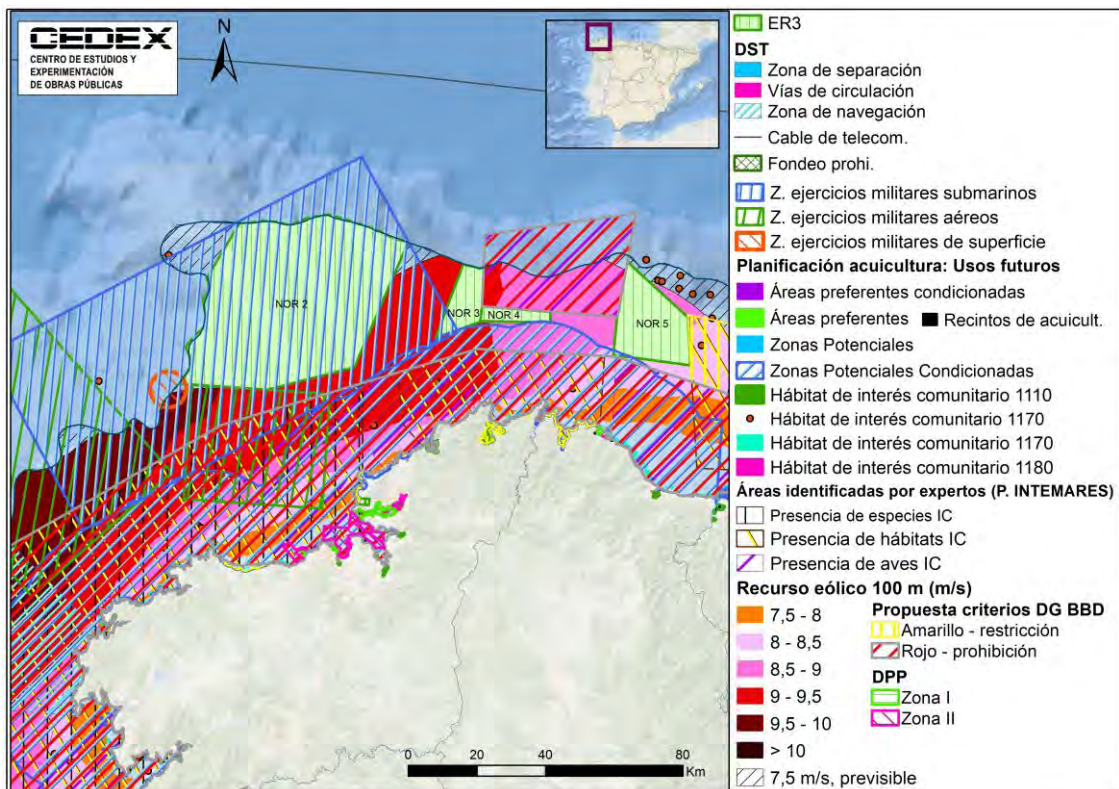 CEDEX
CENTRO DE ESTUDIOS Y
EXPERIMENTACIÓN
DE OBRAS PÚBLICAS
N
NOR 2
NOR 3
NOR 4
NOR 5
0 20 40 80
Km
ER3
DST
Zona de separación
Vías de circulación
Zona de navegación
Cable de telecom.
Fondeo prohi.
Z. ejercicios militares submarinos
Z. ejercicios militares aéreos
Z. ejercicios militares de superficie
Planificación acuicultura: Usos futuros
Áreas preferentes condicionadas
Áreas preferentes Recintos de acuicult.
Zonas Potenciales
Zonas Potenciales Condicionadas
Hábitat de interés comunitario 1110
Hábitat de interés comunitario 1170
Hábitat de interés comunitario 1170
Hábitat de interés comunitario 1180
Áreas identificadas por expertos (P. INTEMARES)
Presencia de especies IC
Presencia de hábitats IC
Presencia de aves IC
Recurso eólico 100 m (m/s)
7,5 - 8
8 - 8,5
8,5 - 9
9 - 9,5
9,5 - 10
> 10
7,5 m/s, previsible
Propuesta criterios DG BBD
Amarillo - restricción
Rojo - prohibición
DPP
Zona I
Zona II